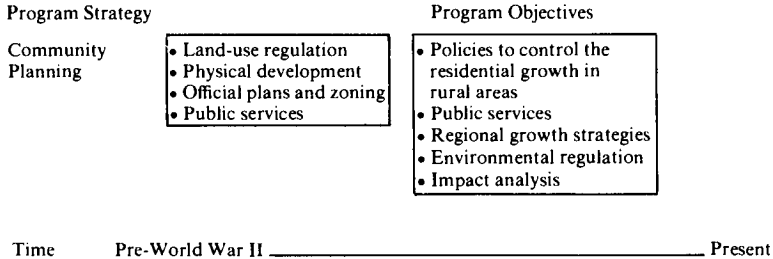 Program Strategy
Program Objectives
Community
Planning
• Land-use regulation
• Physical development
• Official plans and zoning
• Public services
• Policies to control the
residential growth in
rural areas
• Public services
• Regional growth strategies
• Environmental regulation
• Impact analysis
Time Pre-World War II Present